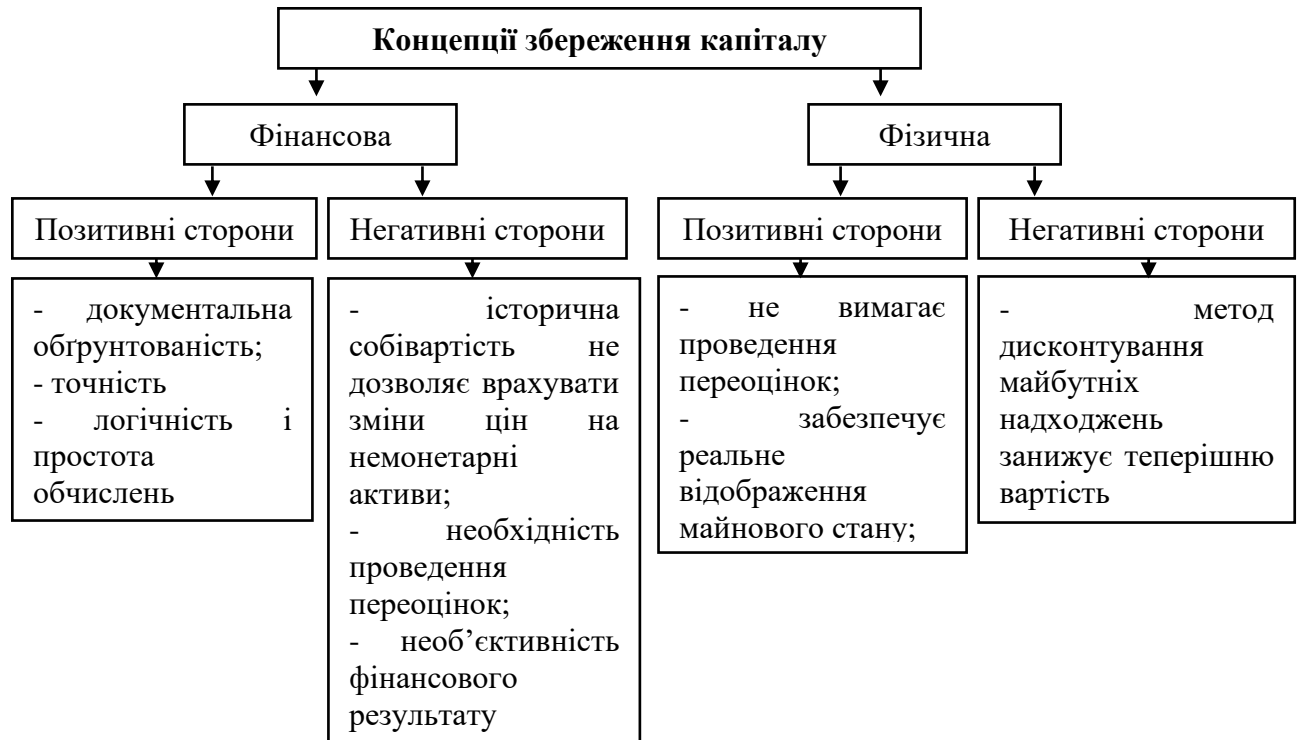 Концепції збереження капіталу
Фінансова
Фізична
Позитивні сторони
Негативні сторони
Позитивні сторони
Негативні сторони
- документальна
обґрунтованість;
- точність
- логічність і
простота
обчислень
- історична
собівартість не
дозволяє врахувати
зміни цін на
немонетарні
активи;
- необхідність
проведення
переоцінок;
- необ’єктивність
фінансового
результату
- не вимагає
проведення
переоцінок;
- забезпечує
реальне
відображення
майнового стану;
- метод
дисконтування
майбутніх
надходжень
занижує теперішню
вартість